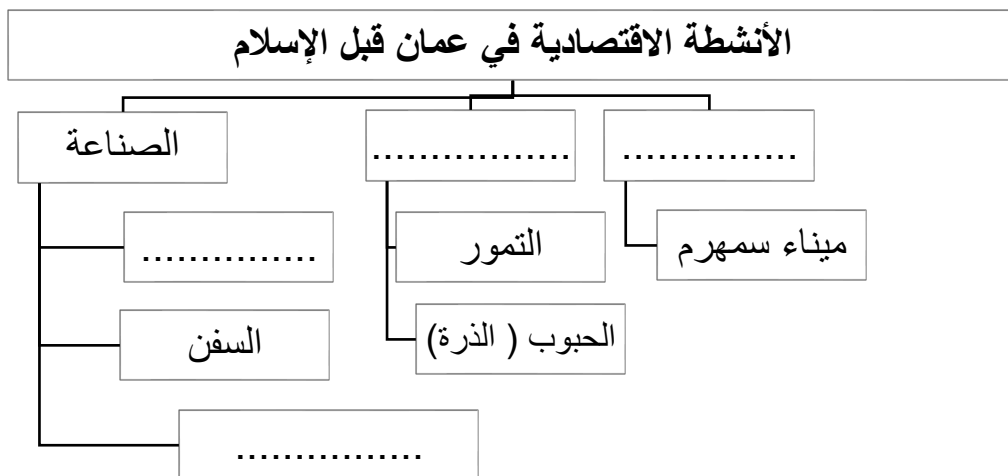 الأنشطة الاقتصادية في عمان قبل الإسلام
...............
.................
الصناعة
ميناء سمهرم
التمور
...............
الحبوب ( الذرة)
السفن
................